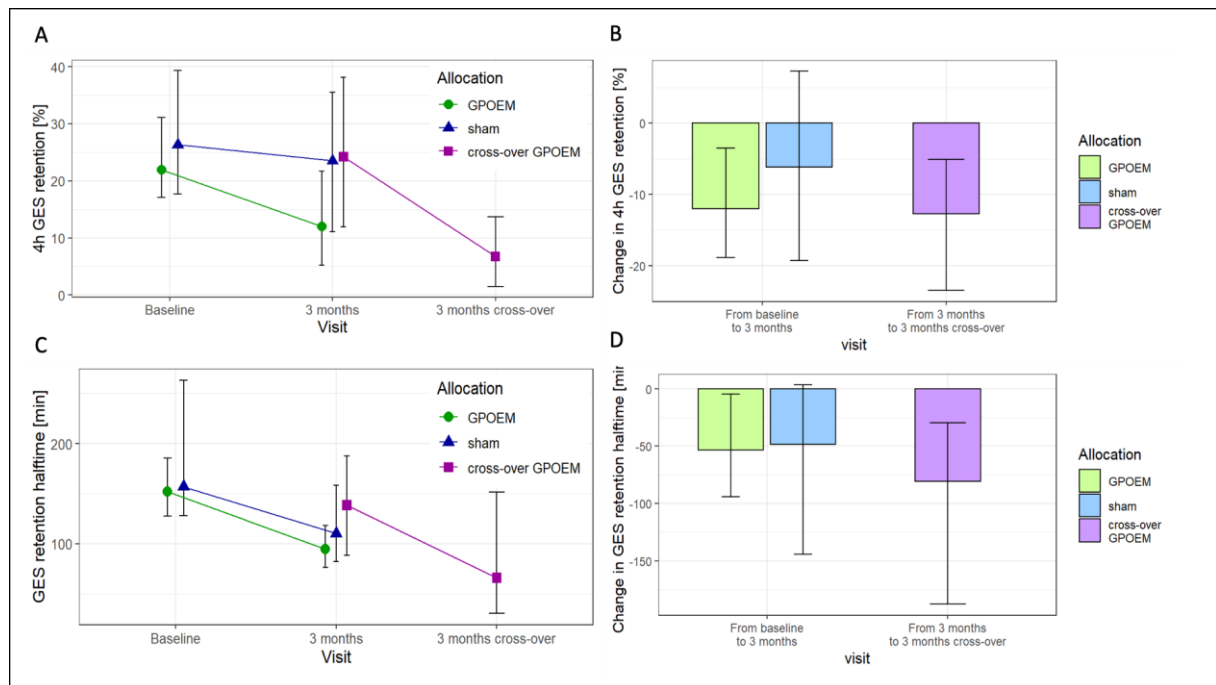 A
4h GES retention [%]
40
30
20
10
0
Baseline
3 months
3 months cross-over
Visit
Allocation
GPOEM
sham
cross-over GPOEM
B
Change in 4h GES retention [%]
0
-10
-20
From baseline
to 3 months
From 3 months
to 3 months cross-over
visit
Allocation
GPOEM
sham
cross-over
GPOEM
C
GES retention halftime [min]
200
100
Baseline
3 months
3 months cross-over
Visit
Allocation
GPOEM
sham
cross-over GPOEM
D
Change in GES retention halftime [mir
0
-50
-100
-150
From baseline
to 3 months
From 3 months
to 3 months cross-over
visit
Allocation
GPOEM
sham
cross-over
GPOEM